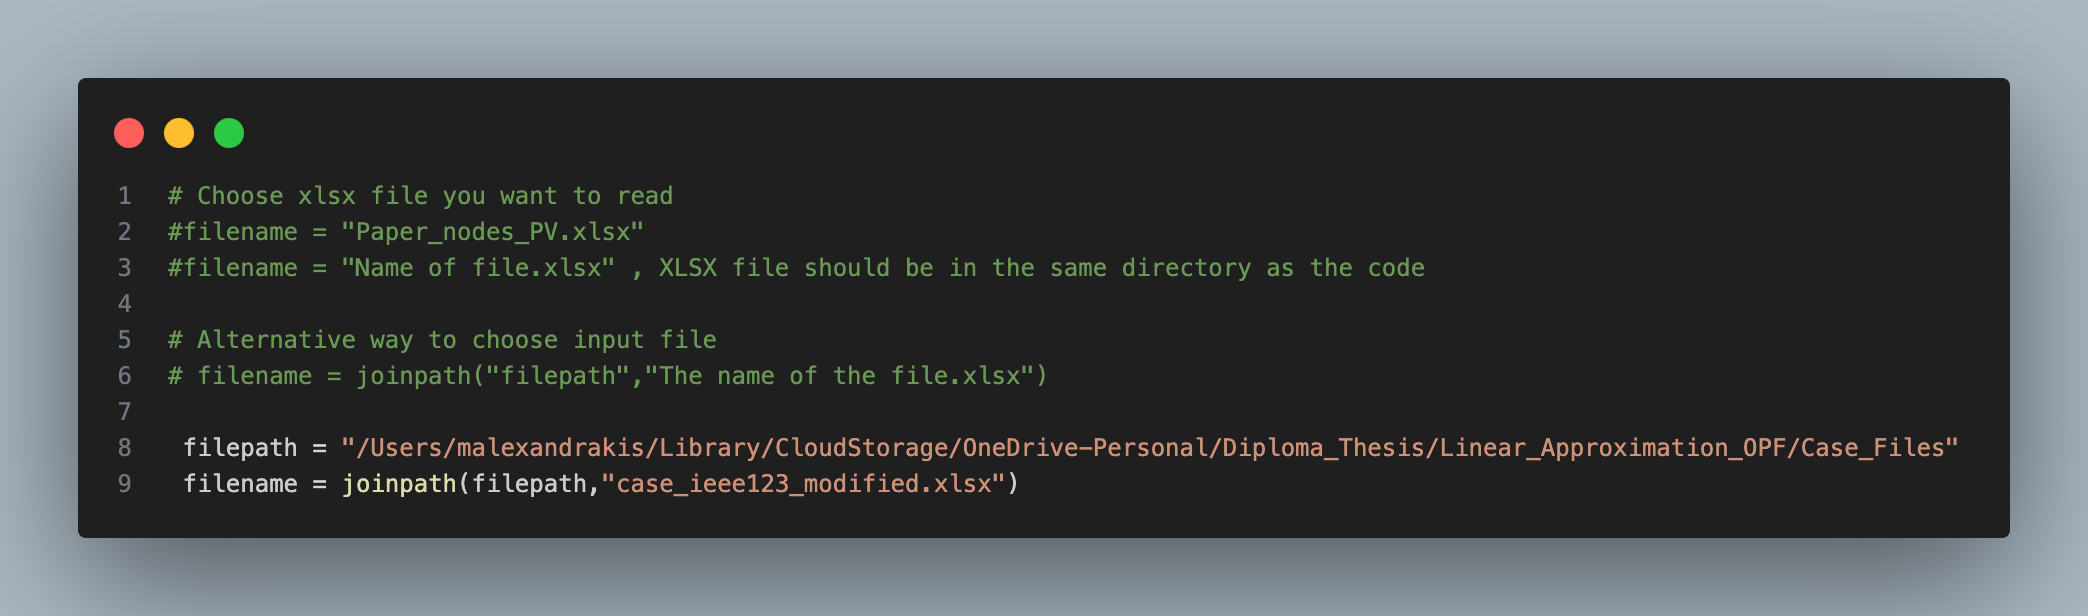 1 # Choose xlsx file you want to read
2 #filename = "Paper_nodes_PV.xlsx"
3 #filename = "Name of file.xlsx" , XLSX file should be in the same directory as the code
4
5 # Alternative way to choose input file
6 # filename = joinpath("filepath","The name of the file.xlsx")
7
8  filepath = "/Users/malexandrakis/Library/CloudStorage/OneDrive-Personal/Diploma_Thesis/Linear_Approximation_OPF/Case_Files"
9  filename = joinpath(filepath,"case_ieee123_modified.xlsx")